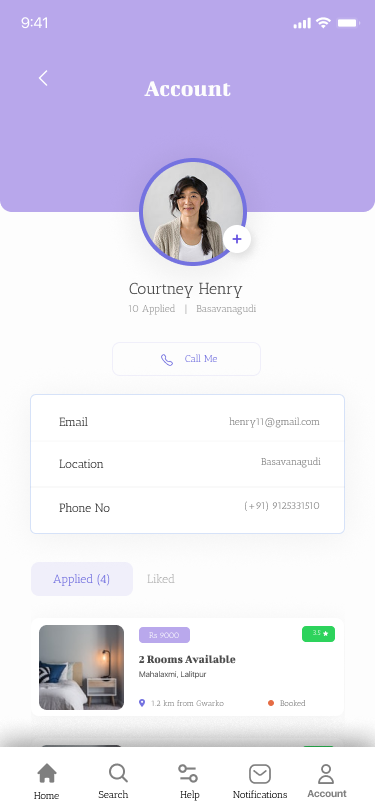 9:41
Account
Courtney Henry
10 Applied | Basavanagudi
Call Me
Email henry11@gmail.com
Location Basavanagudi
Phone No (+91) 9125331510
Applied (4) Liked
Rs 9000 3.5 ★
2 Rooms Available
Mahalaxmi, Lalitpur
1.2 km from Gwarko Booked
Home Search Help Notifications Account